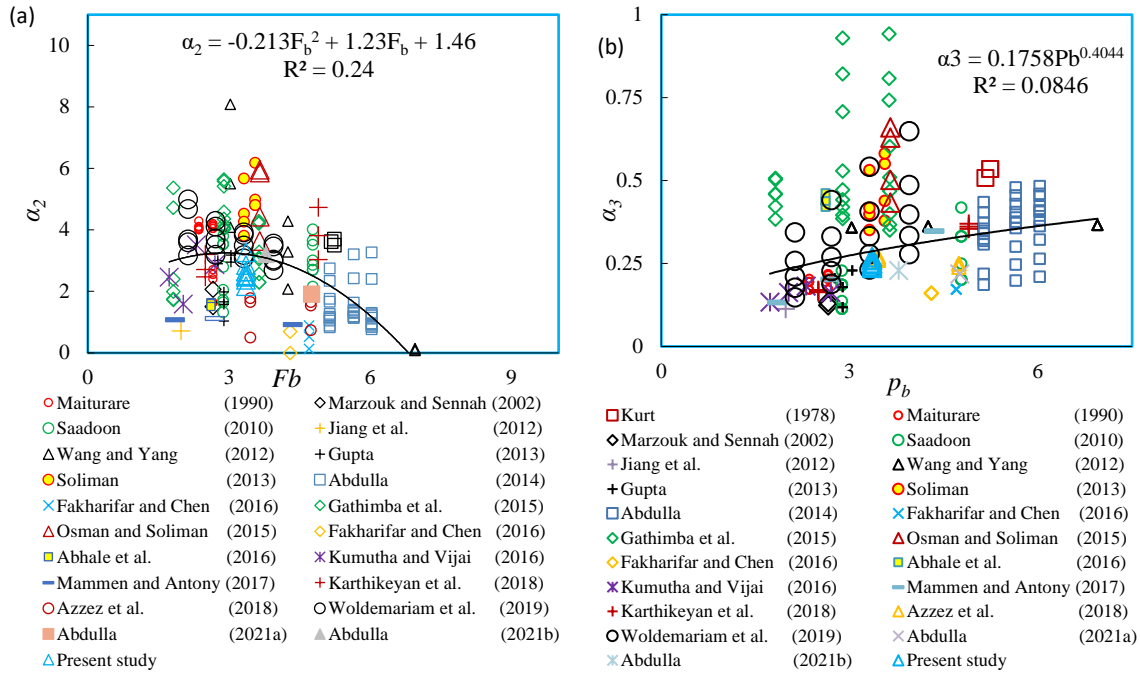 (a)
α₂ = -0.213F_b² + 1.23F_b + 1.46
R² = 0.24
10
8
6
4
2
0
α₂
0
3
Fb
6
9
Maiturare (1990)
Marzouk and Sennah (2002)
Saadoon (2010)
Jiang et al. (2012)
Wang and Yang (2012)
Gupta (2013)
Soliman (2013)
Abdulla (2014)
Fakharifar and Chen (2016)
Gathimba et al. (2015)
Osman and Soliman (2015)
Fakharifar and Chen (2016)
Abhale et al. (2016)
Kumutha and Vijai (2016)
Mammen and Antony (2017)
Karthikeyan et al. (2018)
Azzez et al. (2018)
Woldemariam et al. (2019)
Abdulla (2021a)
Abdulla (2021b)
Present study
(b)
α3 = 0.1758Pb^0.4044
R² = 0.0846
1
0.75
0.5
0.25
0
α₃
0
3
p_b
6
Kurt (1978)
Maiturare (1990)
Marzouk and Sennah (2002)
Saadoon (2010)
Jiang et al. (2012)
Wang and Yang (2012)
Gupta (2013)
Soliman (2013)
Abdulla (2014)
Fakharifar and Chen (2016)
Gathimba et al. (2015)
Osman and Soliman (2015)
Fakharifar and Chen (2016)
Abhale et al. (2016)
Kumutha and Vijai (2016)
Mammen and Antony (2017)
Karthikeyan et al. (2018)
Azzez et al. (2018)
Woldemariam et al. (2019)
Abdulla (2021a)
Abdulla (2021b)
Present study